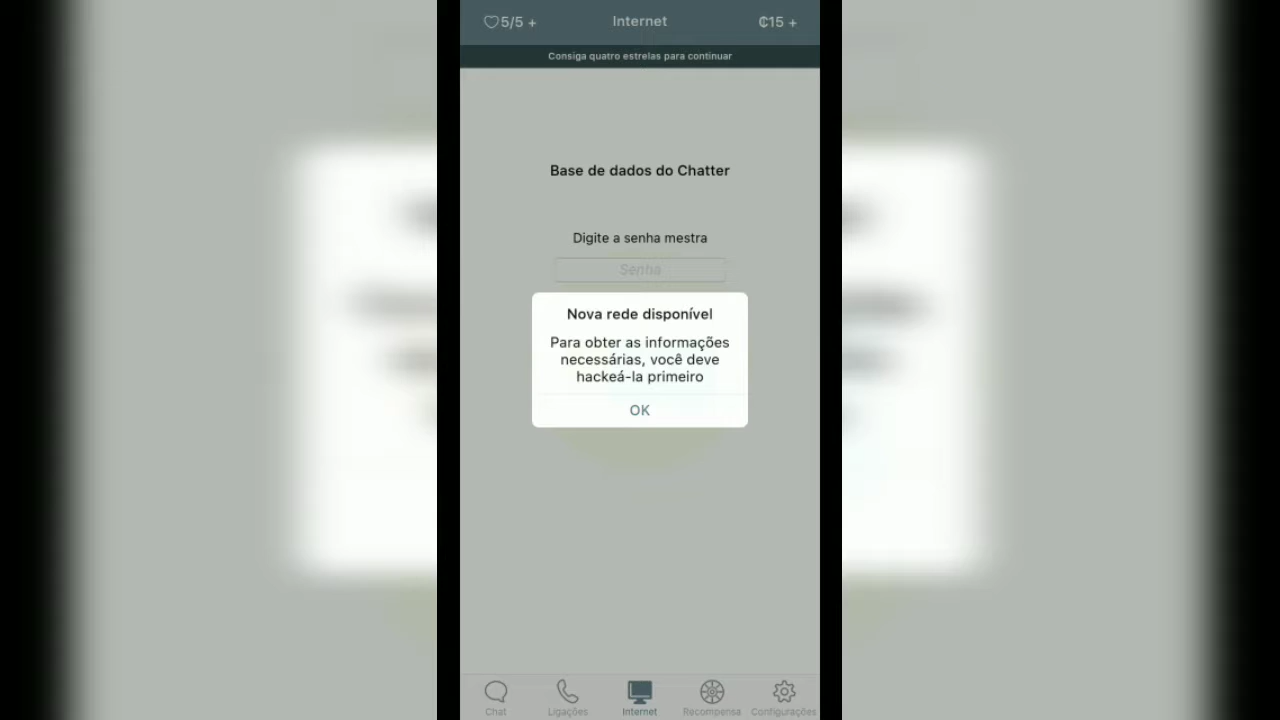 5/5 +
Internet
₵15 +
Consiga quatro estrelas para continuar
Base de dados do Chatter
Digite a senha mestra
Senha
Nova rede disponível
Para obter as informações
necessárias, você deve
hackeá-la primeiro
OK
Chat
Ligações
Internet
Recompensa
Configurações